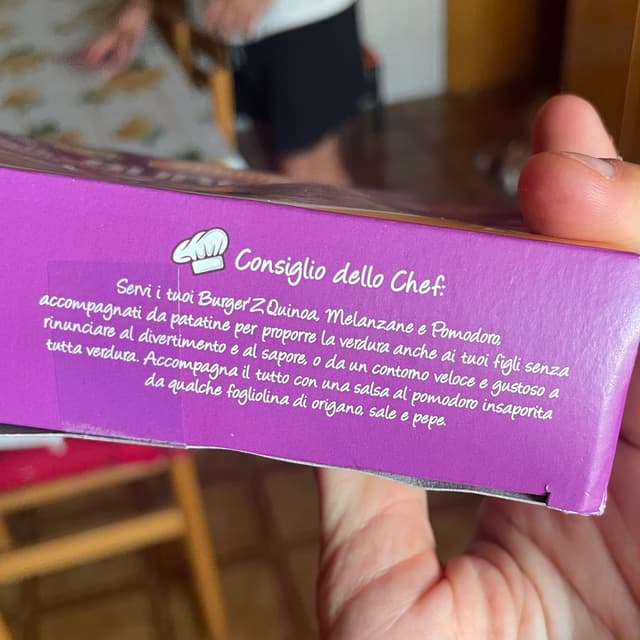 Consiglio dello Chef:
Servi i tuoi Burger'Z Quinoa, Melanzane e Pomodoro,
accompagnati da patatine per proporre la verdura anche ai tuoi figli senza
rinunciare al divertimento e al sapore, o da un contorno veloce e gustoso a
tutta verdura. Accompagna il tutto con una salsa al pomodoro insaporita
da qualche fogliolina di origano, sale e pepe.